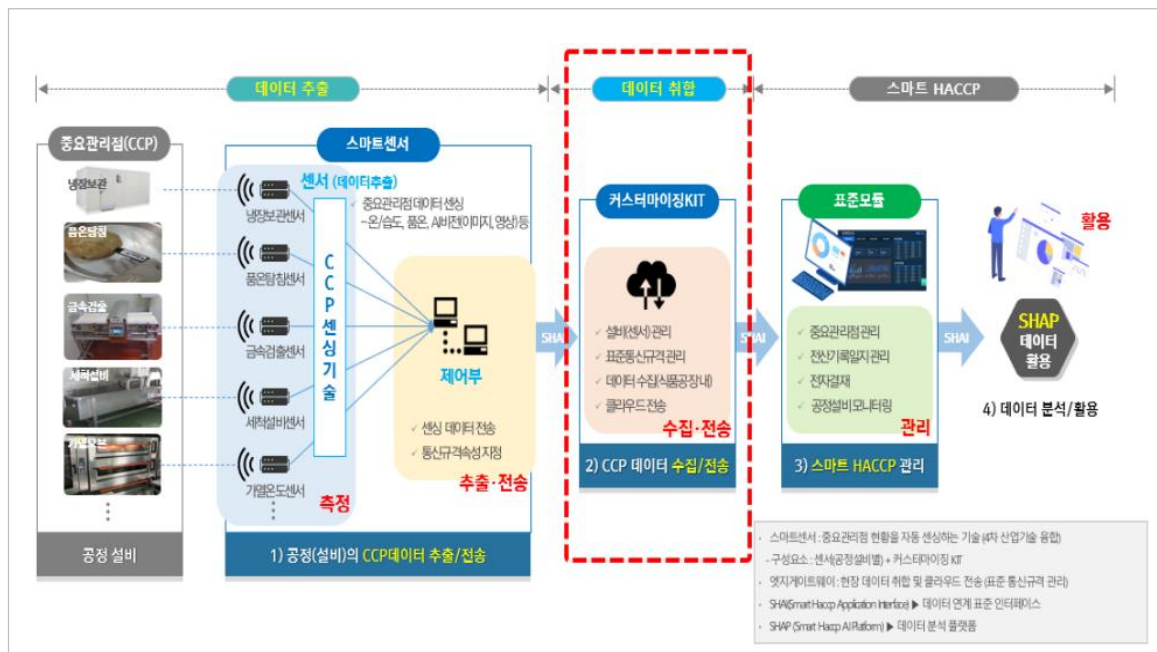 데이터 추출
데이터 취합
스마트 HACCP
중요관리점(CCP)
냉장보관
품온탐침
금속검출
세척설비
가열오븐
공정 설비
스마트센서
센서 (데이터추출)
중요관리점 데이터 센싱
–온/습도, 품온, AI비전(이미지, 영상) 등
냉장보관센서
품온탐침센서
금속검출센서
세척설비센서
가열온도센서
CCP센싱기술
측정
제어부
센싱 데이터 전송
통신규격속성 지정
추출·전송
1) 공정(설비)의 CCP데이터 추출/전송
SHAI
커스터마이징KIT
설비(센서) 관리
표준통신규격 관리
데이터 수집(식품공장 내)
클라우드 전송
수집·전송
2) CCP 데이터 수집/전송
SHAI
표준모듈
중요관리점 관리
전산기록일지 관리
전자결재
공정설비 모니터링
관리
3) 스마트 HACCP 관리
SHAI
활용
SHAP
데이터
활용
4) 데이터 분석/활용
· 스마트센서 : 중요관리점 현황을 자동 센싱하는 기술 (4차 산업기술 융합)
- 구성요소 : 센서(공정설비별) + 커스터마이징 KIT
· 엣지게이트웨이 : 현장 데이터 취합 및 클라우드 전송 (표준 통신규격 관리)
· SHAI(Smart Haccp Application Interface) ▶ 데이터 연계 표준 인터페이스
· SHAP (Smart Haccp AI Platform) ▶ 데이터 분석 플랫폼